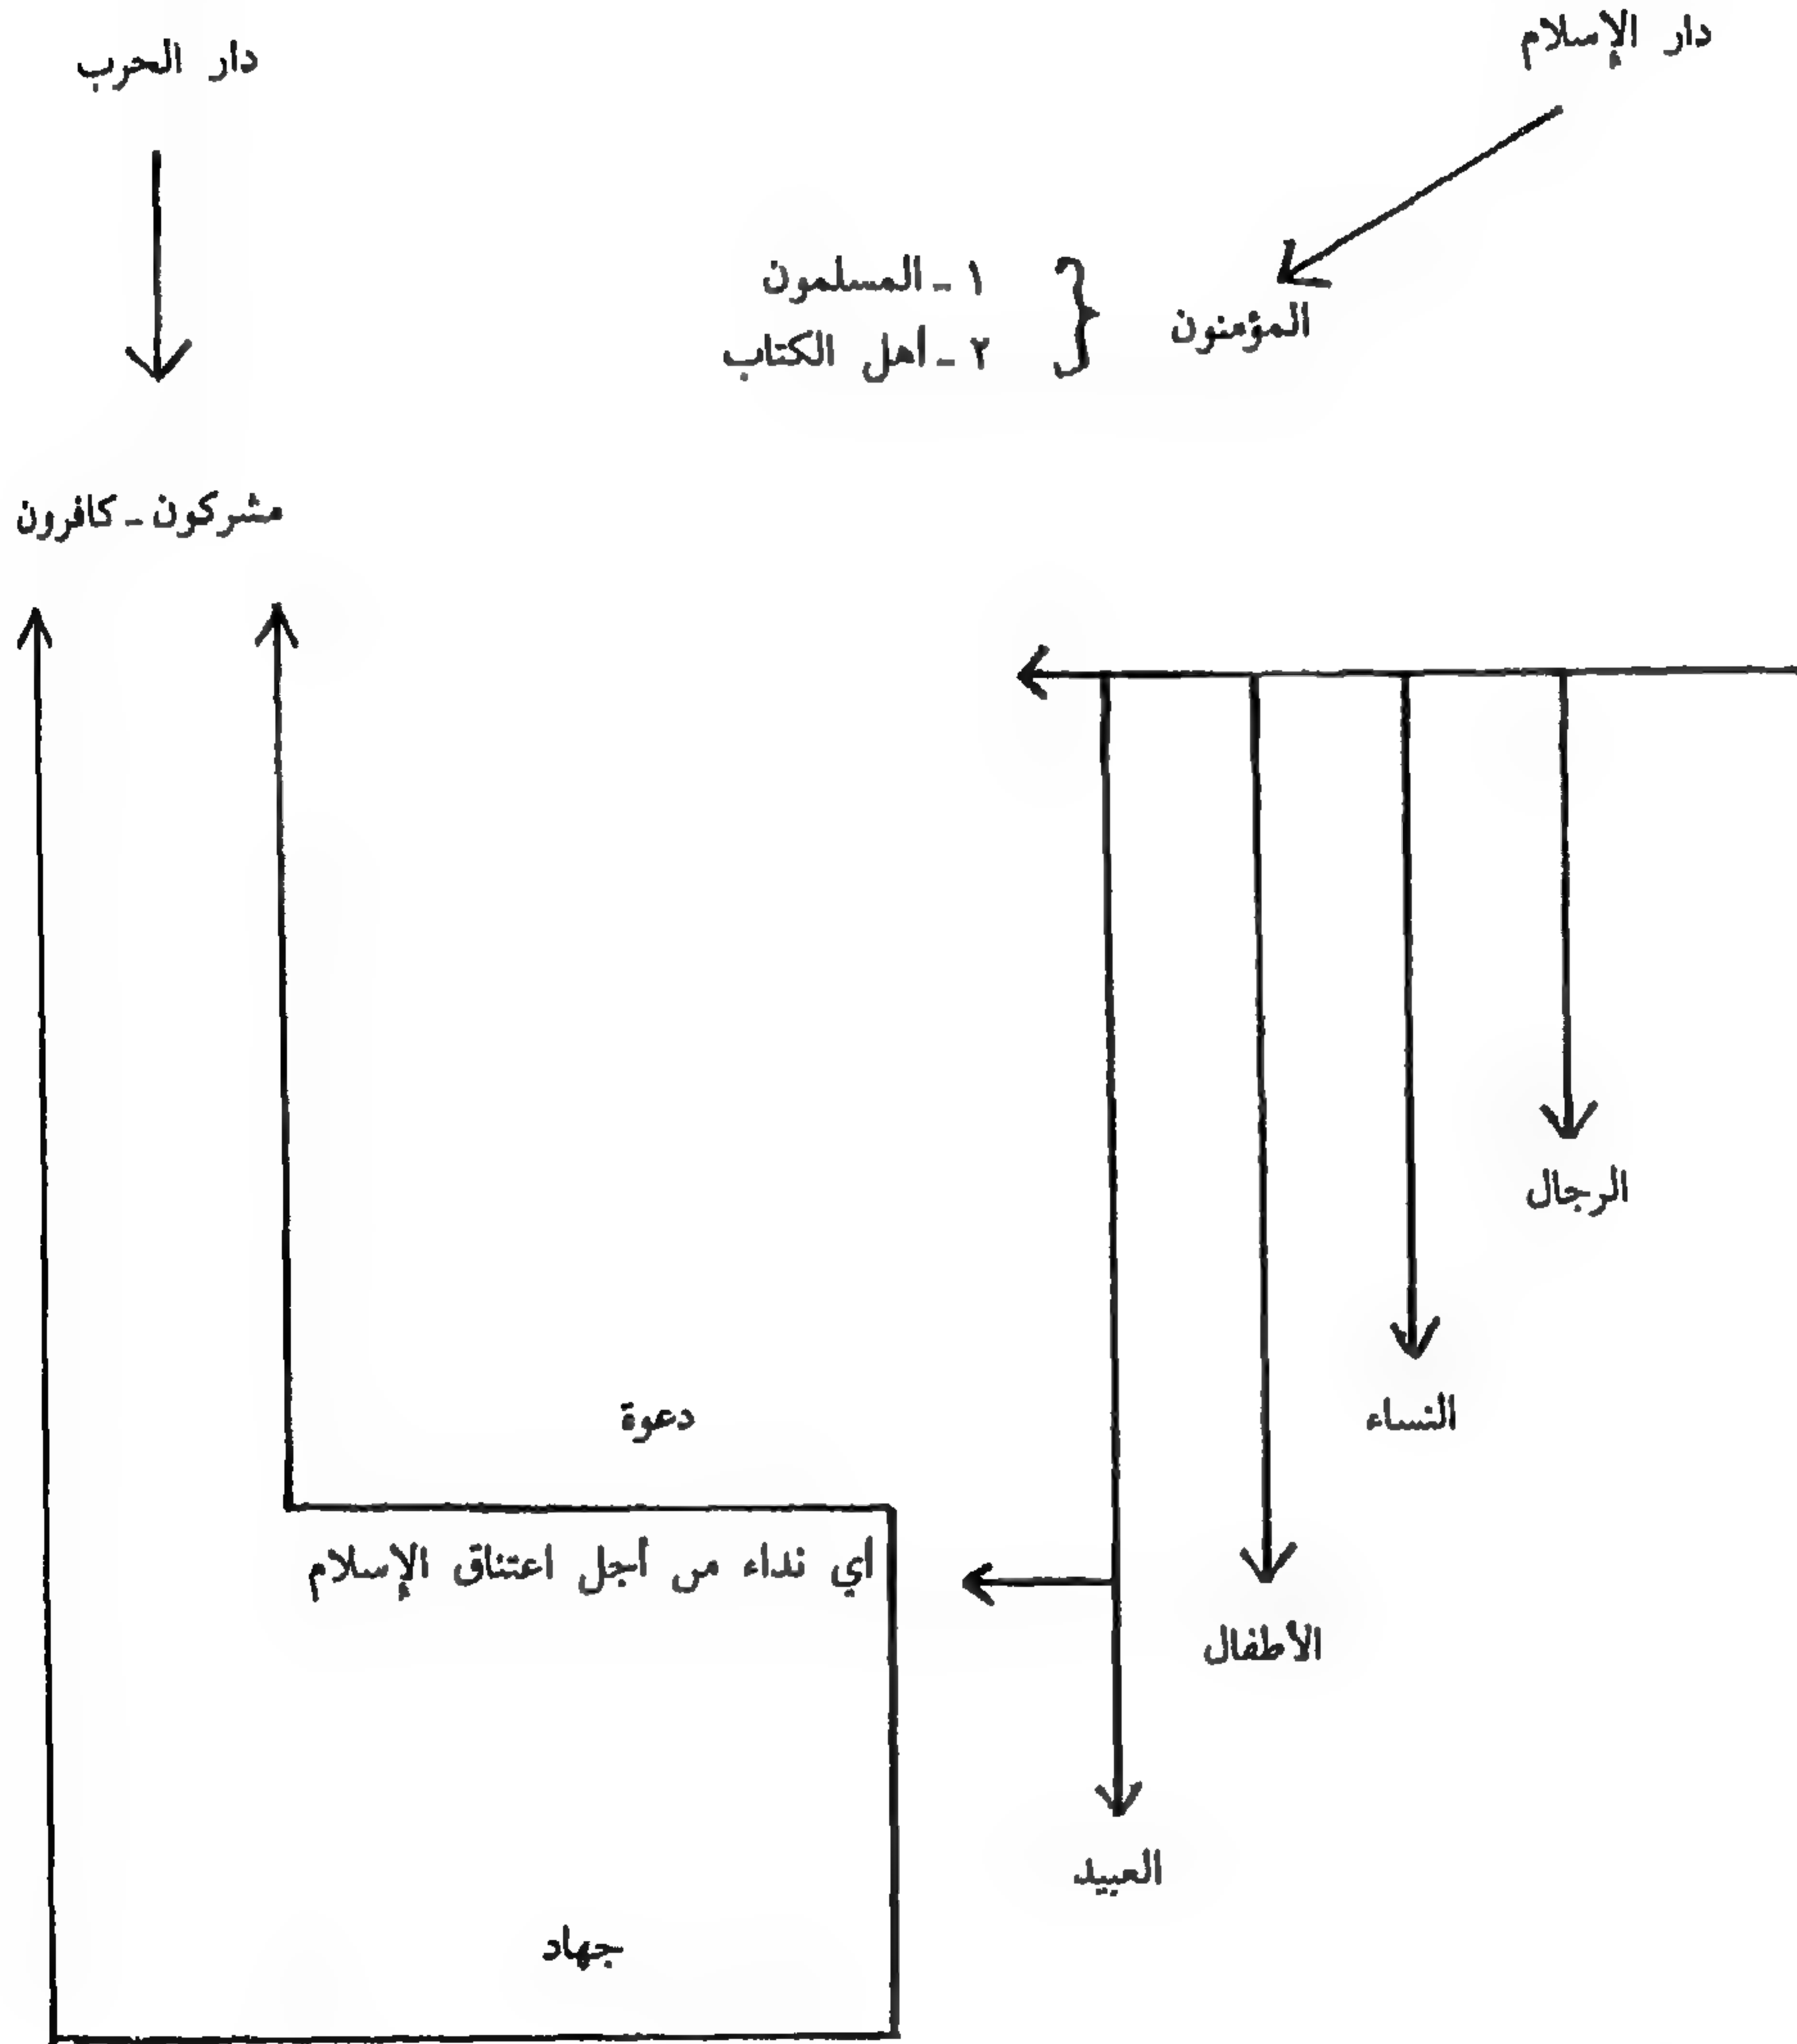 دار الإسلام
دار الحرب
المؤمنون
١ - المسلمون
٢ - أهل الكتاب
مشركون - كافرون
الرجال
النساء
الأطفال
العبيد
دعوة
أي نداء من أجل اعتناق الإسلام
جهاد